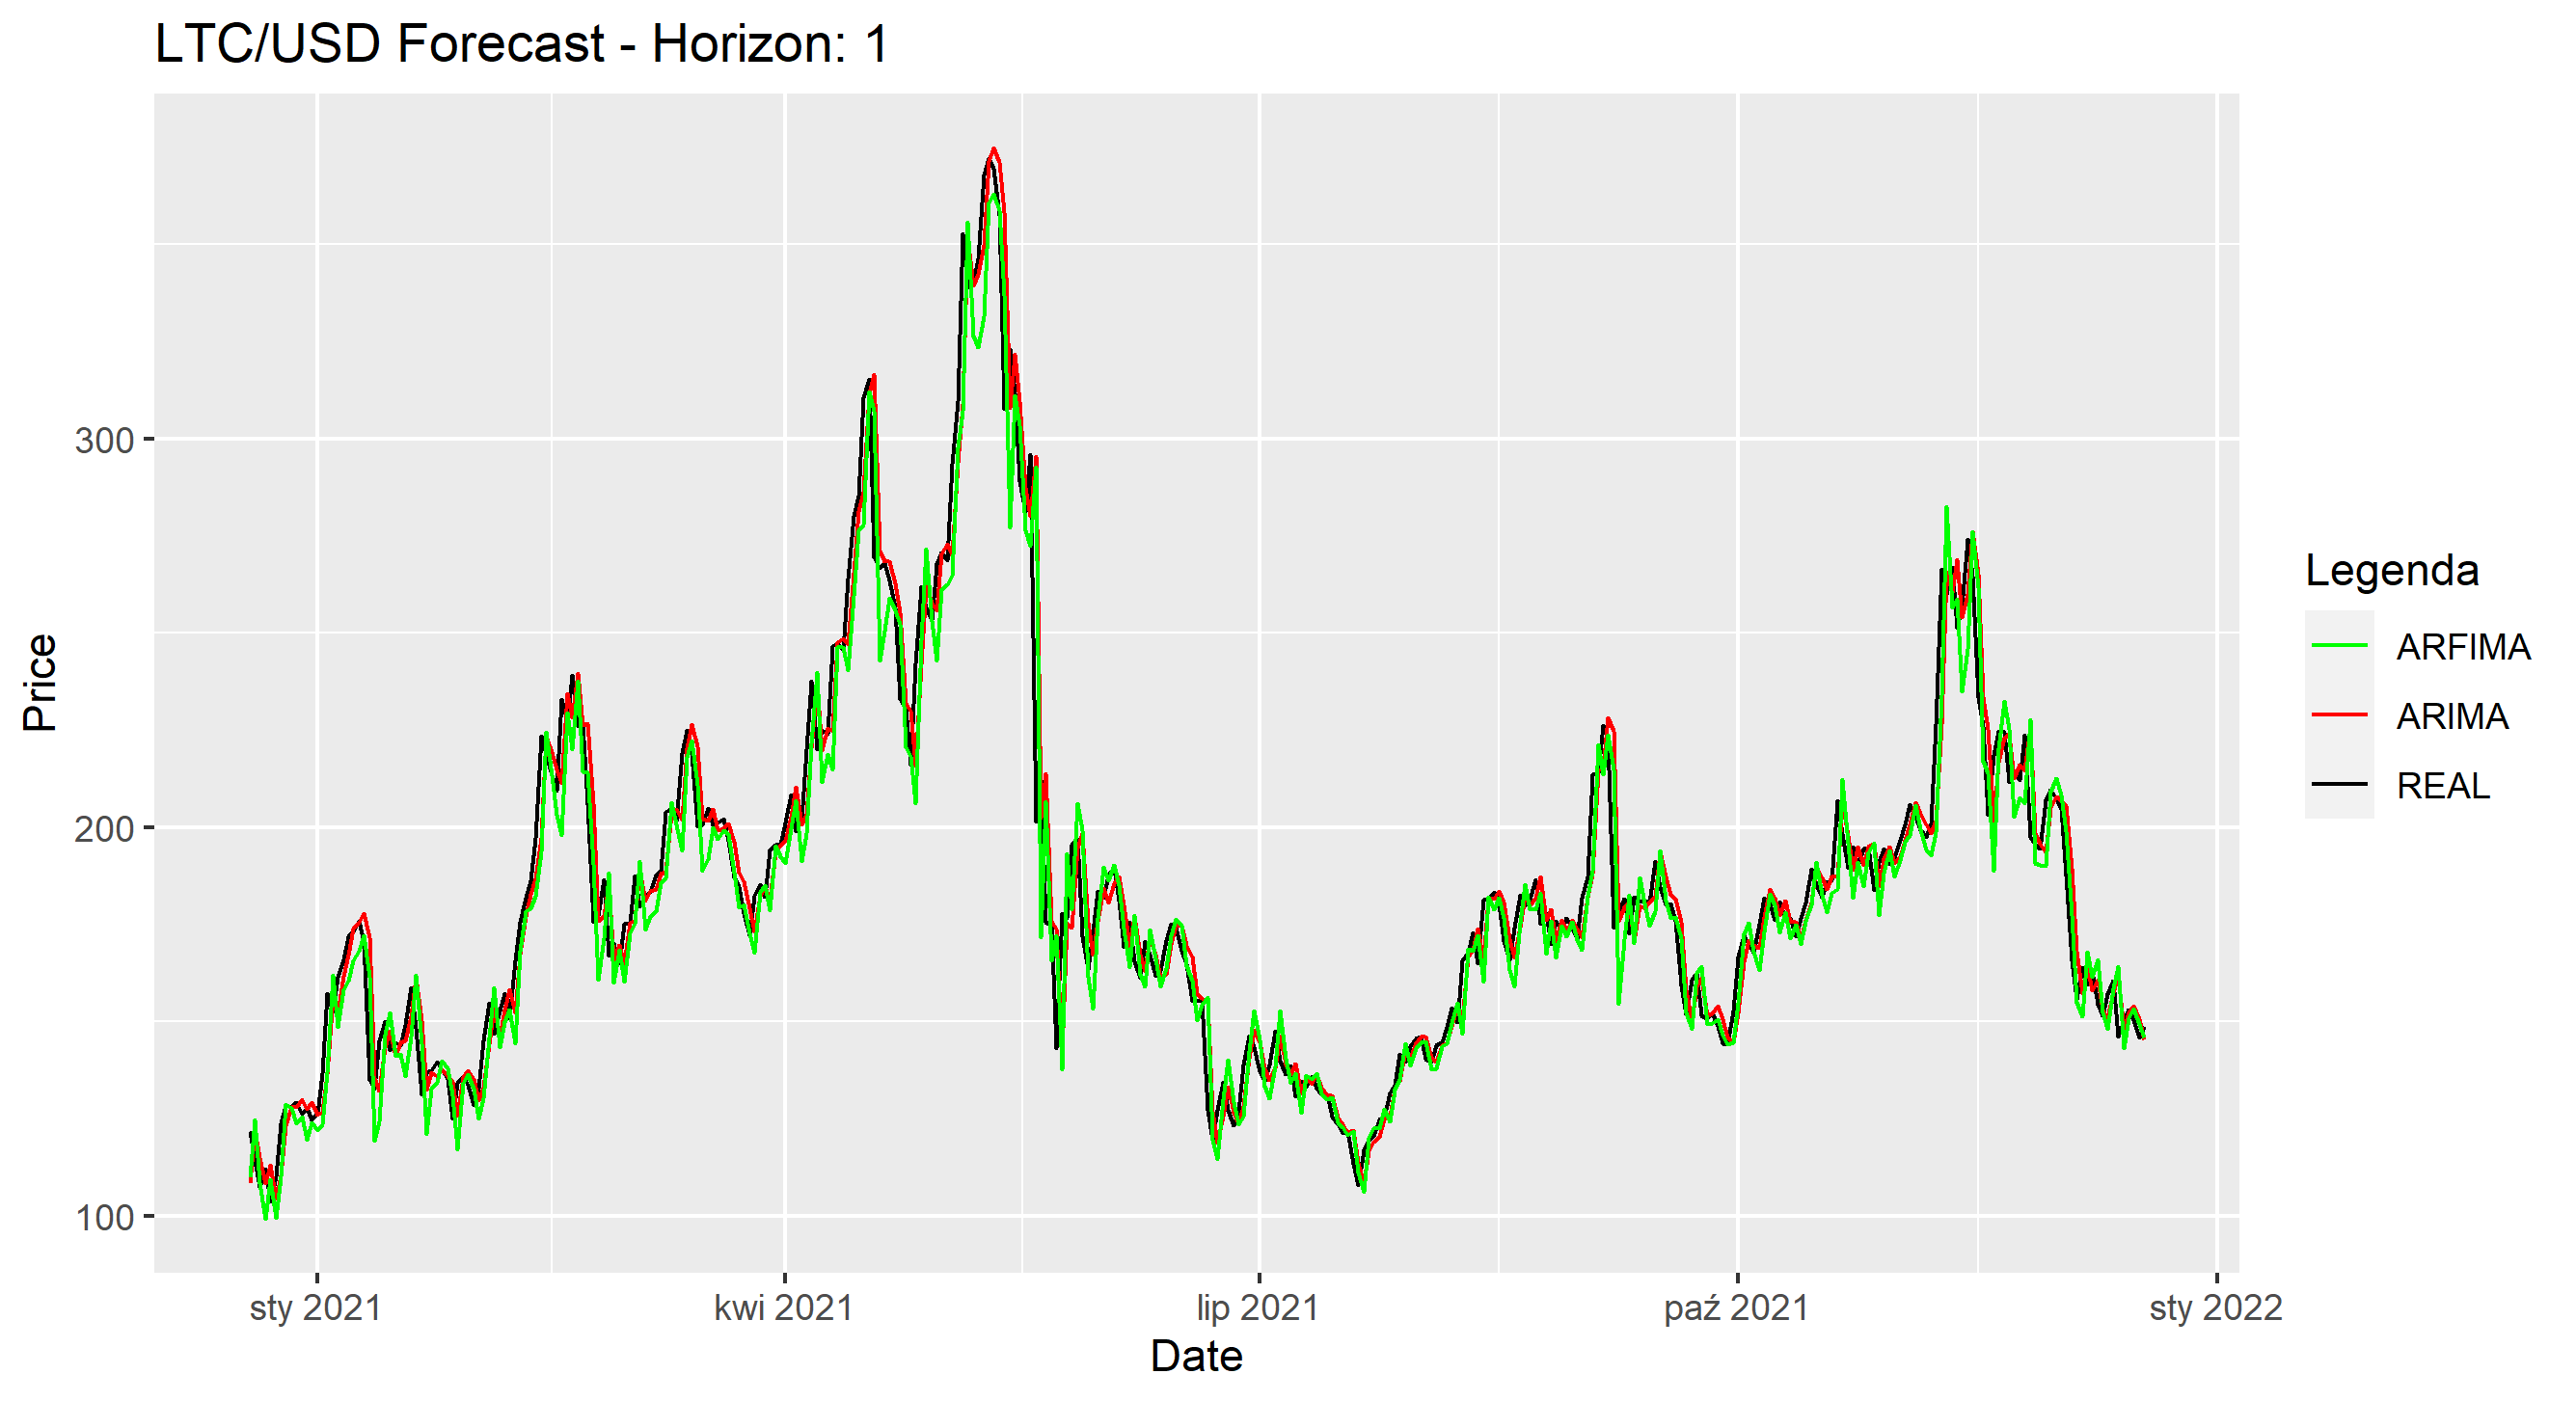 LTC/USD Forecast - Horizon: 1
Price
300
200
100
sty 2021
kwi 2021
lip 2021
paź 2021
sty 2022
Date
Legenda
ARFIMA
ARIMA
REAL